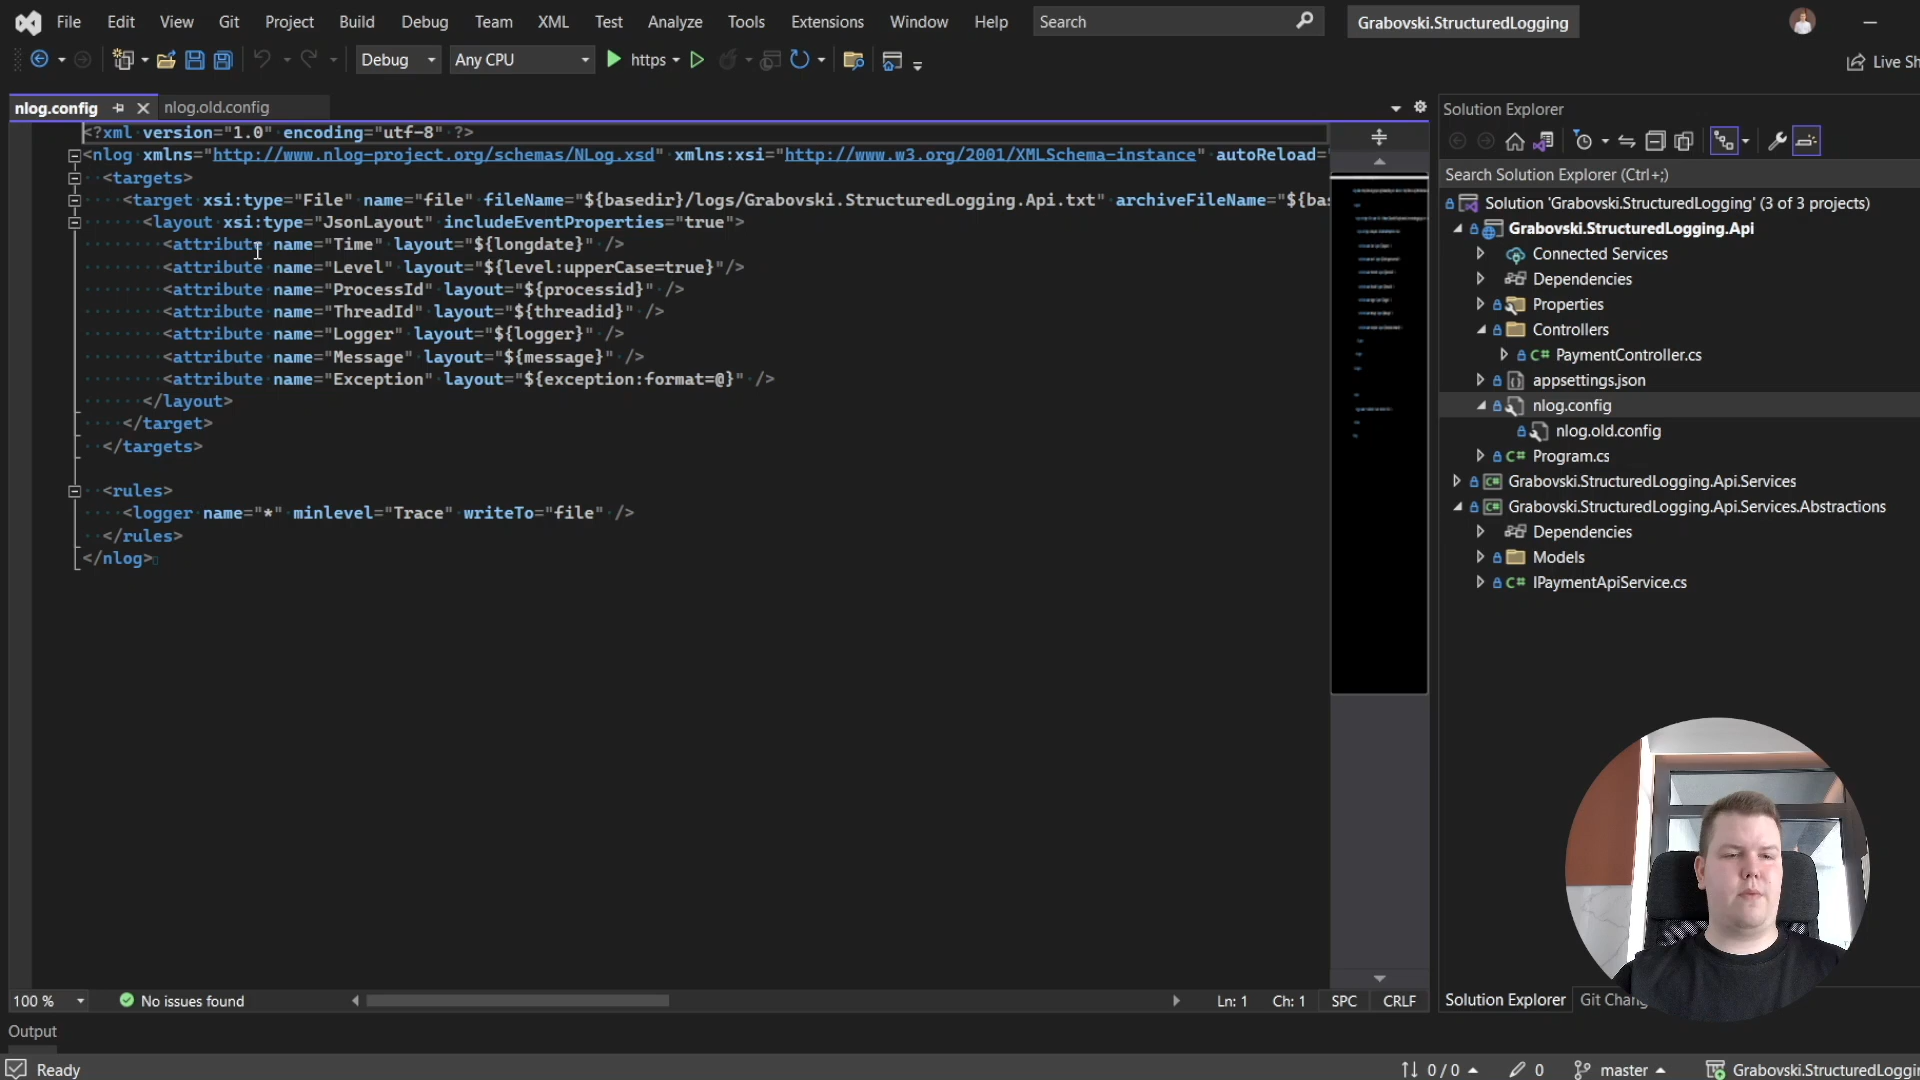 File Edit View Git Project Build Debug Team XML Test Analyze Tools Extensions Window Help Search Grabovski.StructuredLogging
Debug Any CPU https Live Sh
nlog.config nlog.old.config
<?xml version="1.0" encoding="utf-8" ?>
<nlog xmlns="http://www.nlog-project.org/schemas/NLog.xsd" xmlns:xsi="http://www.w3.org/2001/XMLSchema-instance" autoReload="
<targets>
<target xsi:type="File" name="file" fileName="${basedir}/logs/Grabovski.StructuredLogging.Api.txt" archiveFileName="${bas
<layout xsi:type="JsonLayout" includeEventProperties="true">
<attribute name="Time" layout="${longdate}" />
<attribute name="Level" layout="${level:upperCase=true}"/>
<attribute name="ProcessId" layout="${processid}" />
<attribute name="ThreadId" layout="${threadid}" />
<attribute name="Logger" layout="${logger}" />
<attribute name="Message" layout="${message}" />
<attribute name="Exception" layout="${exception:format=@}" />
</layout>
</target>
</targets>
<rules>
<logger name="*" minlevel="Trace" writeTo="file" />
</rules>
</nlog>
100 % No issues found Ln: 1 Ch: 1 SPC CRLF
Output
Solution Explorer
Search Solution Explorer (Ctrl+;)
Solution 'Grabovski.StructuredLogging' (3 of 3 projects)
Grabovski.StructuredLogging.Api
Connected Services
Dependencies
Properties
Controllers
C# PaymentController.cs
appsettings.json
nlog.config
nlog.old.config
C# Program.cs
C# Grabovski.StructuredLogging.Api.Services
C# Grabovski.StructuredLogging.Api.Services.Abstractions
Dependencies
Models
C# IPaymentApiService.cs
Solution Explorer Git Chang
Ready 0 / 0 0 master Grabovski.StructuredLoggin